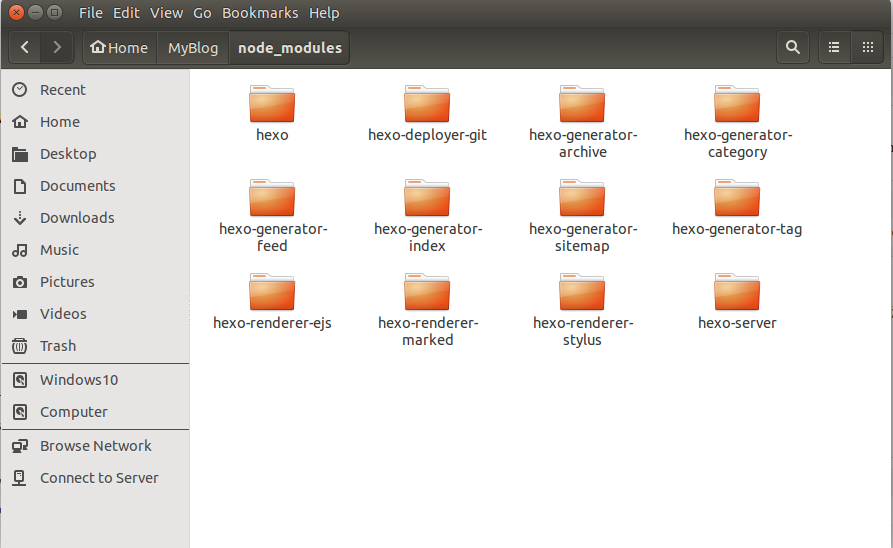 File Edit View Go Bookmarks Help
Home MyBlog node_modules
Recent
Home
Desktop
Documents
Downloads
Music
Pictures
Videos
Trash
Windows10
Computer
Browse Network
Connect to Server
hexo
hexo-deployer-git
hexo-generator-
archive
hexo-generator-
category
hexo-generator-
feed
hexo-generator-
index
hexo-generator-
sitemap
hexo-generator-tag
hexo-renderer-ejs
hexo-renderer-
marked
hexo-renderer-
stylus
hexo-server